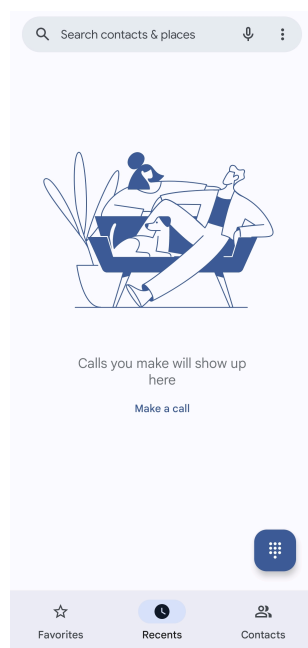 Search contacts & places
Calls you make will show up
here
Make a call
Favorites
Recents
Contacts